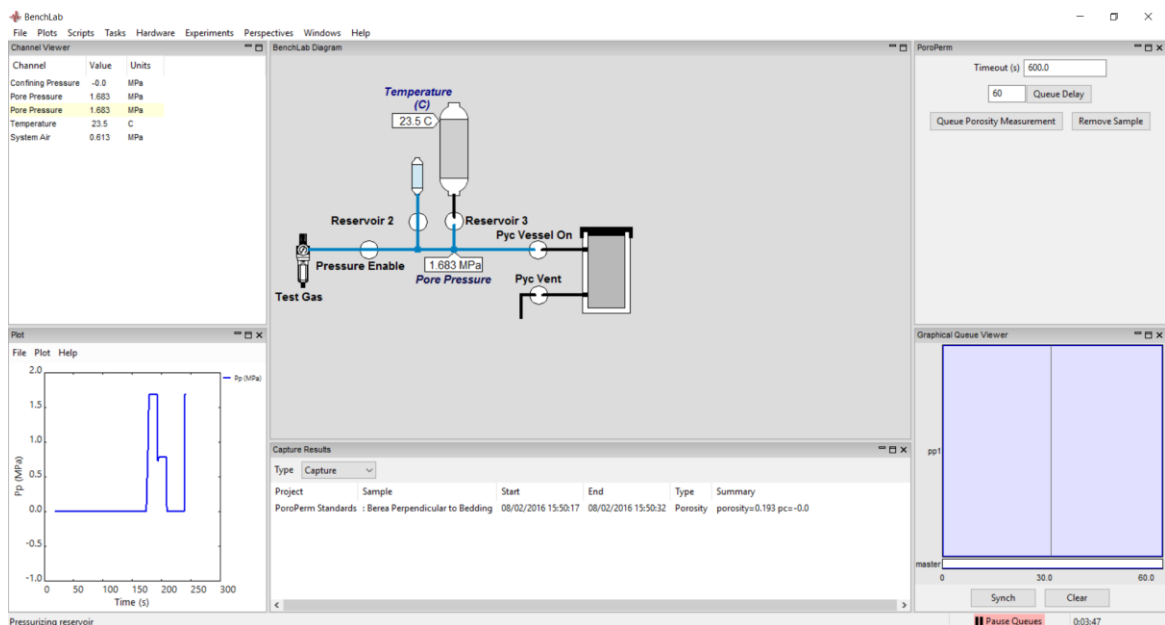 BenchLab
File Plots Scripts Tasks Hardware Experiments Perspectives Windows Help
Channel Viewer
Channel Value Units
Confining Pressure -0.0 MPa
Pore Pressure 1.683 MPa
Pore Pressure 1.683 MPa
Temperature 23.5 C
System Air 0.613 MPa
BenchLab Diagram
Temperature
(C)
23.5 C
Reservoir 2
Reservoir 3
Pyc Vessel On
Pressure Enable
1.683 MPa
Pore Pressure
Pyc Vent
Test Gas
PoroPerm
Timeout (s) 600.0
60 Queue Delay
Queue Porosity Measurement Remove Sample
Plot
File Plot Help
Pp (MPa)
2.0
1.5
1.0
0.5
0.0
-0.5
-1.0
Pp (MPa)
0 50 100 150 200 250 300
Time (s)
Capture Results
Type Capture
Project Sample Start End Type Summary
PoroPerm Standards : Berea Perpendicular to Bedding 08/02/2016 15:50:17 08/02/2016 15:50:32 Porosity porosity=0.193 pc=-0.0
Graphical Queue Viewer
pp1
master
0 30.0 60.0
Synch Clear
Pressurizing reservoir
Pause Queues 0:03:47